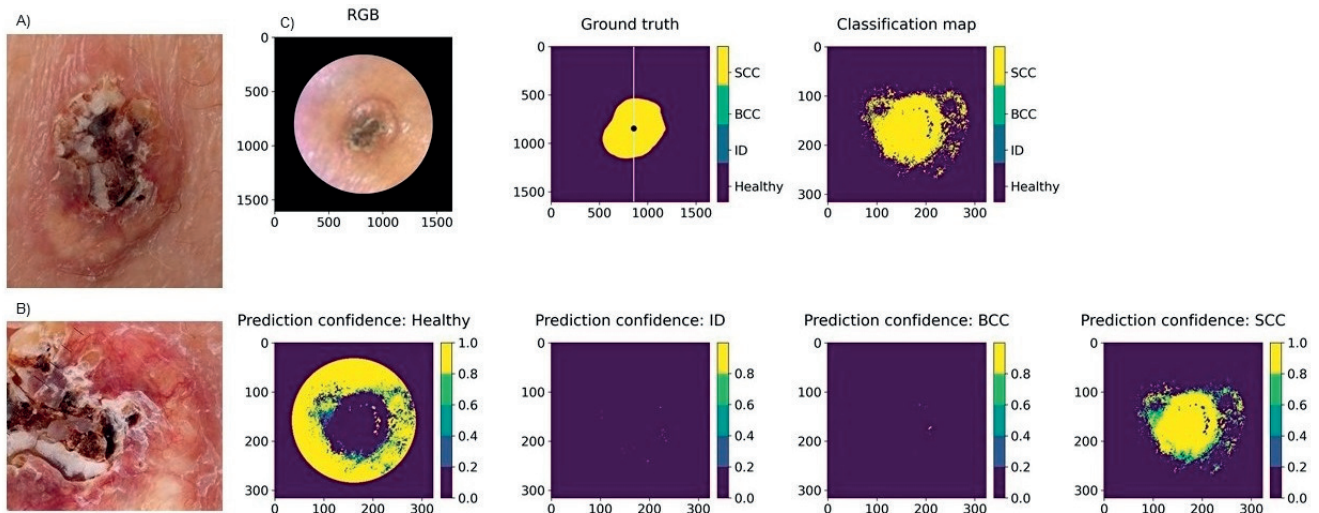 A)
C)
RGB
0
500
1000
1500
0 500 1000 1500
Ground truth
0
500
1000
1500
0 500 1000 1500
SCC
BCC
ID
Healthy
Classification map
0
100
200
300
0 100 200 300
SCC
BCC
ID
Healthy
B)
Prediction confidence: Healthy
0
100
200
300
0 100 200 300
1.0
0.8
0.6
0.4
0.2
0.0
Prediction confidence: ID
0
100
200
300
0 100 200 300
0.8
0.6
0.4
0.2
0.0
Prediction confidence: BCC
0
100
200
300
0 100 200 300
0.8
0.6
0.4
0.2
0.0
Prediction confidence: SCC
0
100
200
300
0 100 200 300
1.0
0.8
0.6
0.4
0.2
0.0